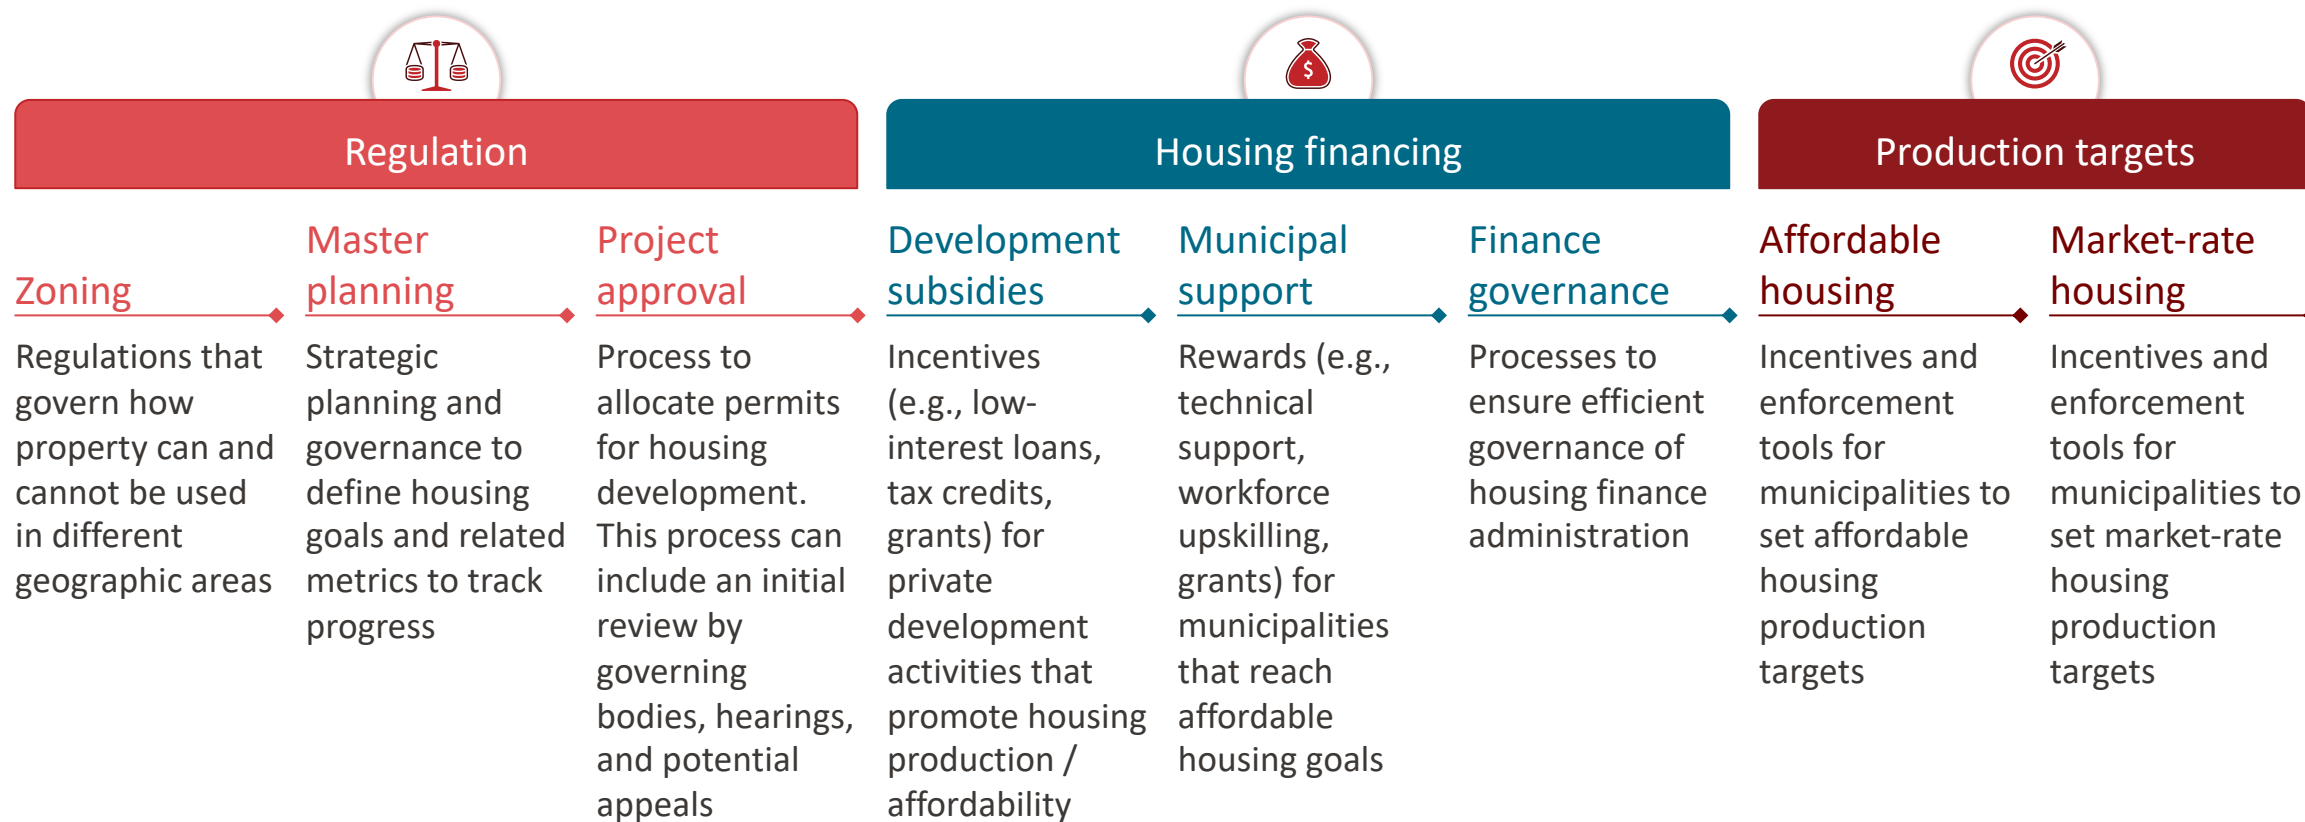 $
Regulation
Housing financing
Production targets
Zoning
Regulations that
govern how
property can and
cannot be used
in different
geographic areas
Master
planning
Strategic
planning and
governance to
define housing
goals and related
metrics to track
progress
Project
approval
Process to
allocate permits
for housing
development.
This process can
include an initial
review by
governing
bodies, hearings,
and potential
appeals
Development
subsidies
Incentives
(e.g., low-
interest loans,
tax credits,
grants) for
private
development
activities that
promote housing
production /
affordability
Municipal
support
Rewards (e.g.,
technical
support,
workforce
upskilling,
grants) for
municipalities
that reach
affordable
housing goals
Finance
governance
Processes to
ensure efficient
governance of
housing finance
administration
Affordable
housing
Incentives and
enforcement
tools for
municipalities to
set affordable
housing
production
targets
Market-rate
housing
Incentives and
enforcement
tools for
municipalities to
set market-rate
housing
production
targets